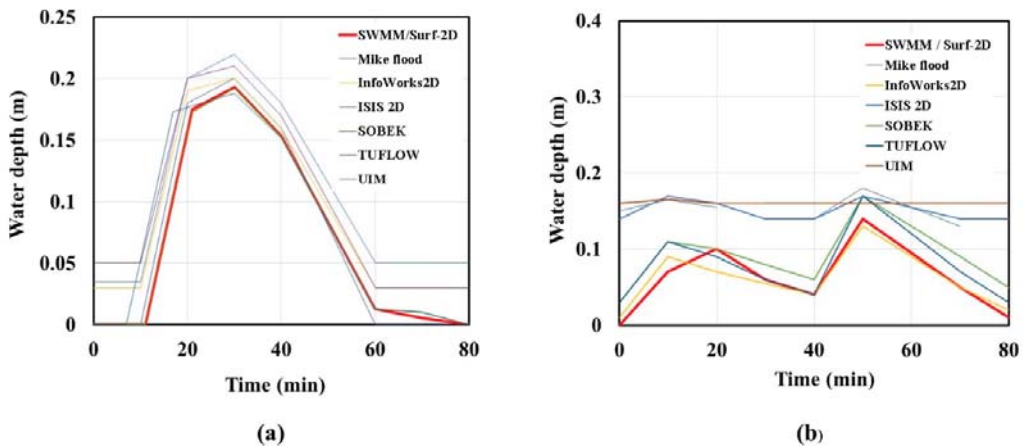 0.25
0.2
0.15
0.1
0.05
0
Water depth (m)
SWMM/Surf-2D
Mike flood
InfoWorks2D
ISIS 2D
SOBEK
TUFLOW
UIM
0 20 40 60 80
Time (min)
(a)
0.4
0.3
0.2
0.1
0
Water depth (m)
SWMM / Surf-2D
Mike flood
InfoWorks2D
ISIS 2D
SOBEK
TUFLOW
UIM
0 20 40 60 80
Time (min)
(b)